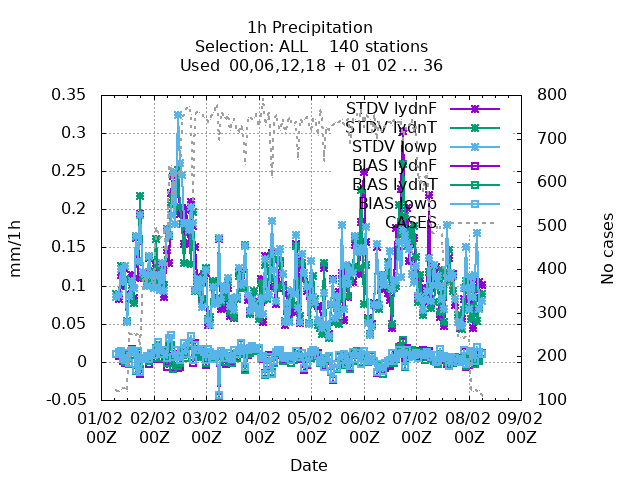 1h Precipitation
Selection: ALL    140 stations
Used  00,06,12,18 + 01 02 ... 36
0.35
0.3
0.25
0.2
0.15
0.1
0.05
0
-0.05
mm/1h
800
700
600
500
400
300
200
100
No cases
STDV lydnF
STDV lydnT
STDV lowp
BIAS lydnF
BIAS lydnT
BIAS lowp
CASES
01/02 02/02 03/02 04/02 05/02 06/02 07/02 08/02 09/02
00Z 00Z 00Z 00Z 00Z 00Z 00Z 00Z 00Z
Date